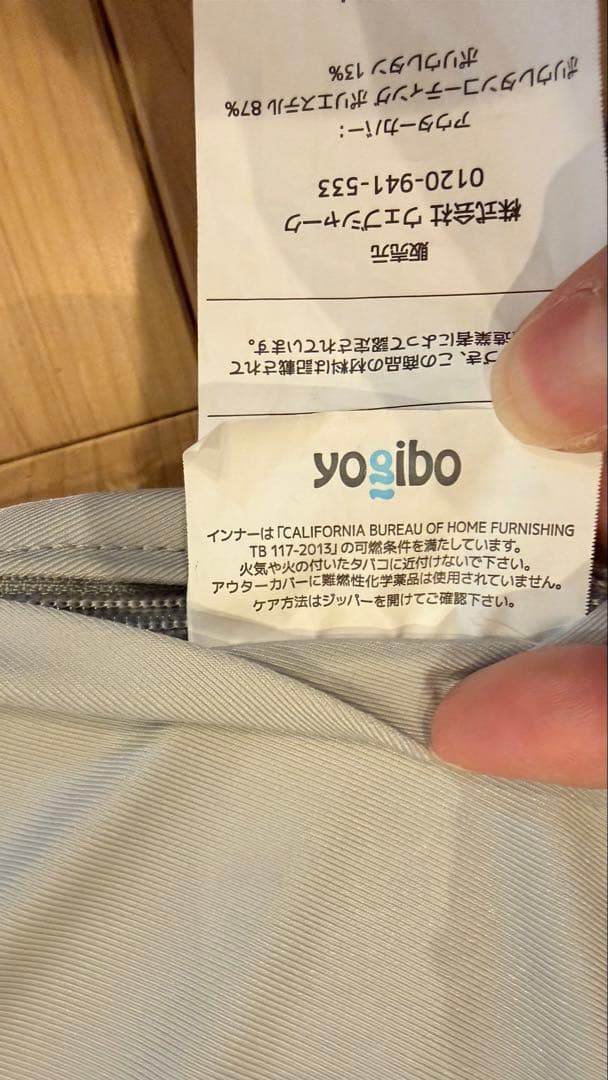 yogibo
インナーは「CALIFORNIA BUREAU OF HOME FURNISHING
TB 117-2013」の可燃条件を満たしています。
火気や火の付いたタバコに近付けないで下さい。
アウターカバーに難燃性化学薬品は使用されていません。
ケア方法はジッパーを開けてご確認下さい。
づき、この商品の材料は記載されて
造業者によって認定されています。
販売元
株式会社 ウェブシャーク
0120-941-533
アウターカバー：
ポリウレタンコーティング ポリエステル 87%
ポリウレタン 13%